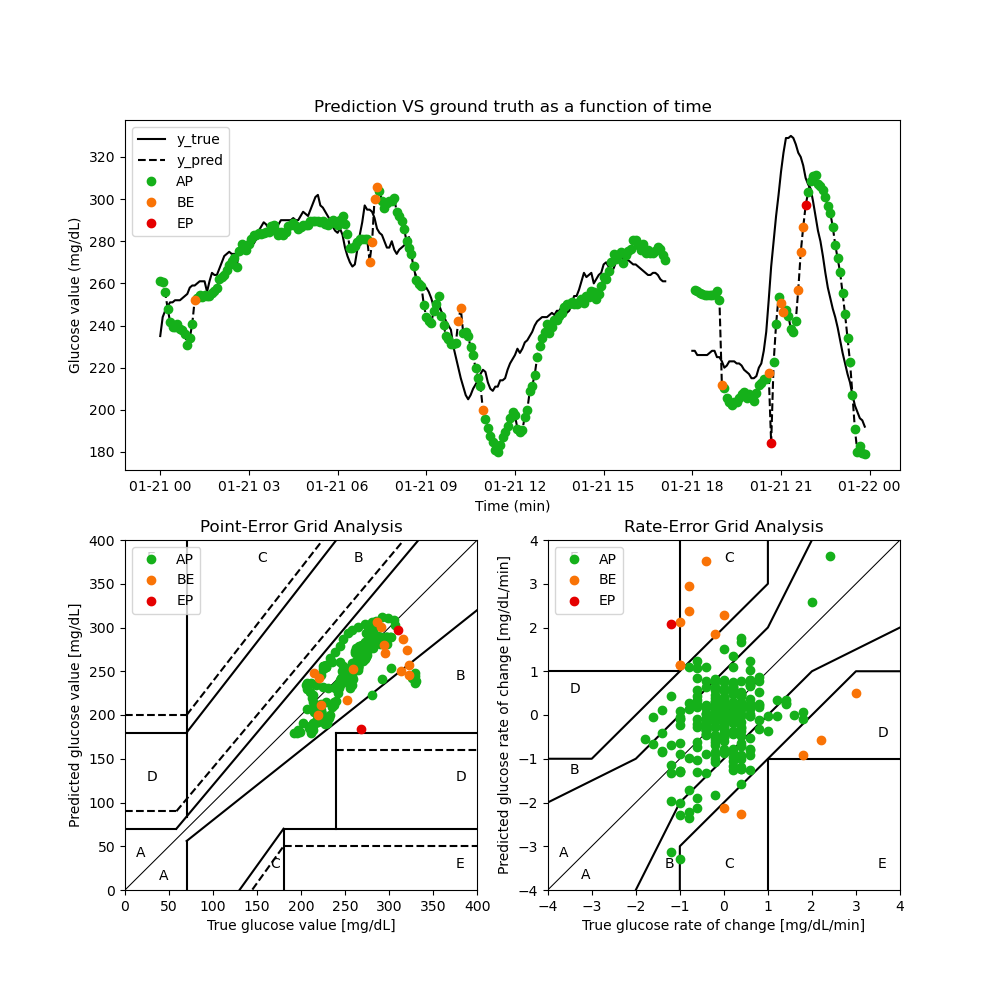 Prediction VS ground truth as a function of time
Glucose value (mg/dL)
320
300
280
260
240
220
200
180
y_true
y_pred
AP
BE
EP
01-21 00 01-21 03 01-21 06 01-21 09 01-21 12 01-21 15 01-21 18 01-21 21 01-22 00
Time (min)
Point-Error Grid Analysis
Predicted glucose value [mg/dL]
400
350
300
250
200
150
100
50
0
AP
BE
EP
C
B
B
D
D
A
A
C
E
0 50 100 150 200 250 300 350 400
True glucose value [mg/dL]
Rate-Error Grid Analysis
Predicted glucose rate of change [mg/dL/min]
4
3
2
1
0
−1
−2
−3
−4
AP
BE
EP
C
D
D
B
A
A
B
C
E
−4 −3 −2 −1 0 1 2 3 4
True glucose rate of change [mg/dL/min]